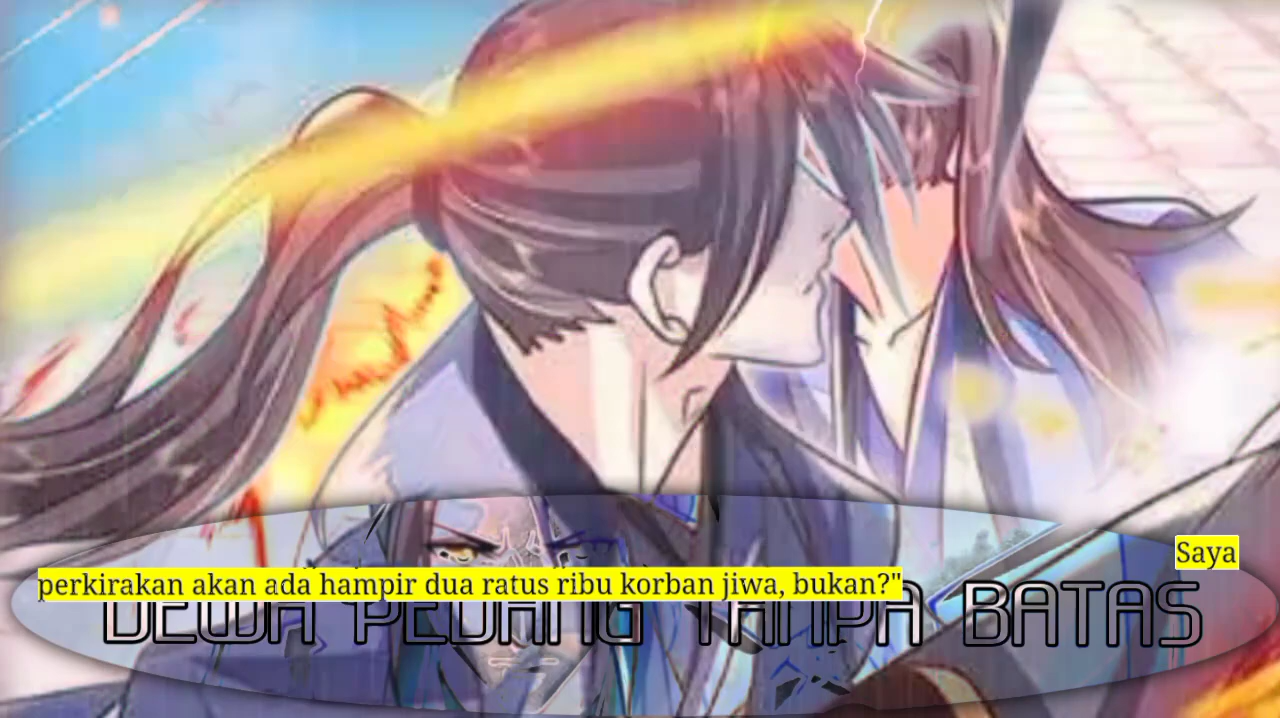 Saya
perkirakan akan ada hampir dua ratus ribu korban jiwa, bukan?"
DEWA PEDANG TANPA BATAS